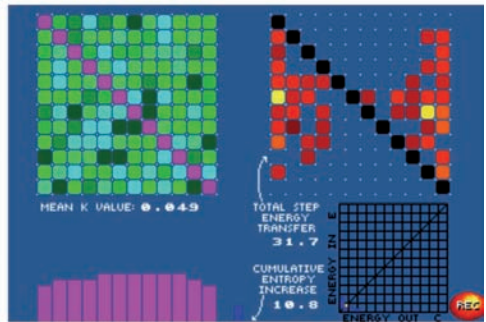 MEAN K VALUE: 0.049
TOTAL STEP
ENERGY
TRANSFER
31.7
CUMULATIVE
ENTROPY
INCREASE
10.8
ENERGY IN E
ENERGY OUT C
REC